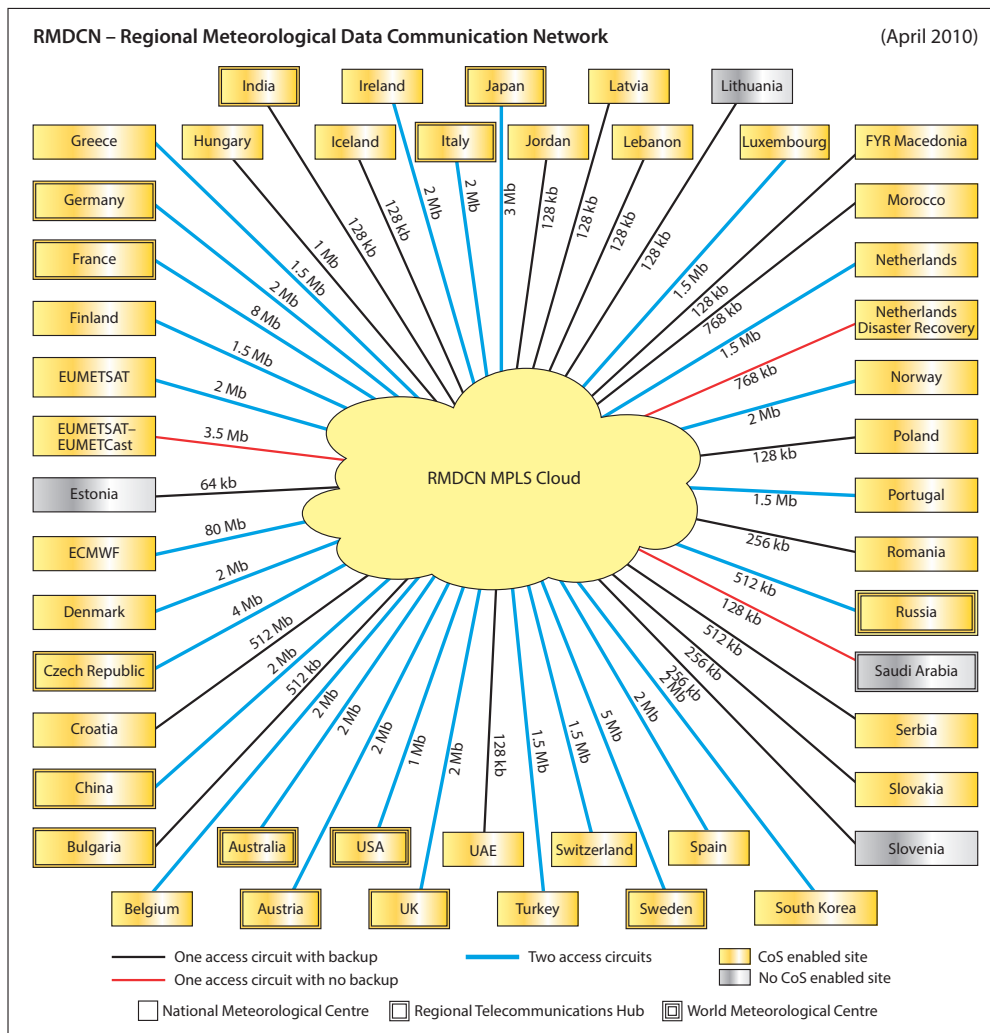 RMDCN – Regional Meteorological Data Communication Network
(April 2010)
India
Ireland
Japan
Latvia
Lithuania
Greece
Hungary
Iceland
Italy
Jordan
Lebanon
Luxembourg
FYR Macedonia
Germany
Morocco
France
Netherlands
Finland
Netherlands
Disaster Recovery
EUMETSAT
Norway
EUMETSAT–
EUMETCast
Poland
Estonia
Portugal
ECMWF
Romania
Denmark
Russia
Czech Republic
Saudi Arabia
Croatia
Serbia
China
Slovakia
Bulgaria
Australia
USA
UAE
Switzerland
Spain
Slovenia
Belgium
Austria
UK
Turkey
Sweden
South Korea
1.5 Mb
2 Mb
8 Mb
1.5 Mb
2 Mb
3.5 Mb
64 kb
80 Mb
2 Mb
4 Mb
512 Mb
2 Mb
512 kb
1 Mb
128 kb
128 kb
2 Mb
2 Mb
3 Mb
128 kb
128 kb
128 kb
128 kb
1.5 Mb
128 kb
768 kb
1.5 Mb
768 kb
2 Mb
128 kb
1.5 Mb
256 kb
512 kb
128 kb
512 kb
256 kb
256 kb
2 Mb
2 Mb
2 Mb
2 Mb
1 Mb
2 Mb
128 kb
1.5 Mb
1.5 Mb
5 Mb
2 Mb
2 Mb
RMDCN MPLS Cloud
One access circuit with backup
Two access circuits
CoS enabled site
One access circuit with no backup
No CoS enabled site
National Meteorological Centre
Regional Telecommunications Hub
World Meteorological Centre